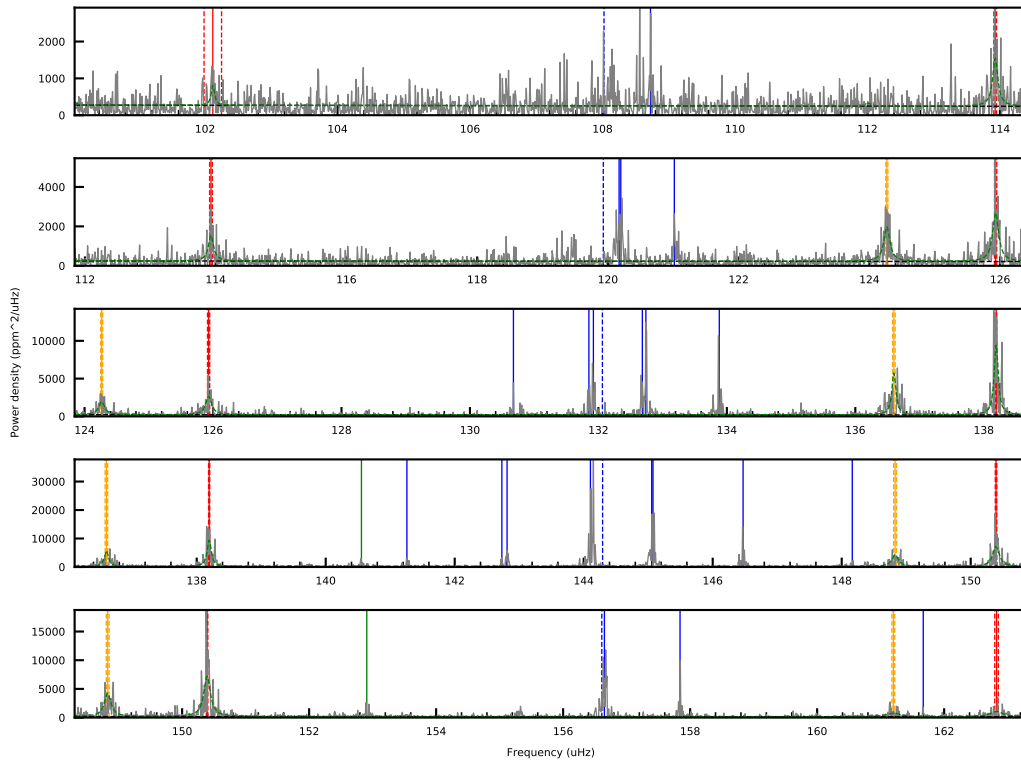 2000
1000
0
102 104 106 108 110 112 114
4000
2000
0
112 114 116 118 120 122 124 126
Power density (ppm^2/uHz)
10000
5000
0
124 126 128 130 132 134 136 138
30000
20000
10000
0
138 140 142 144 146 148 150
15000
10000
5000
0
150 152 154 156 158 160 162
Frequency (uHz)